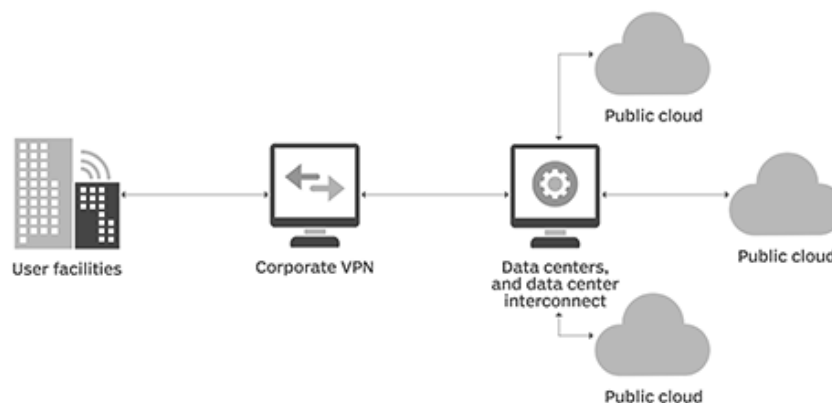 Public cloud
User facilities
Corporate VPN
Data centers,
and data center
interconnect
Public cloud
Public cloud